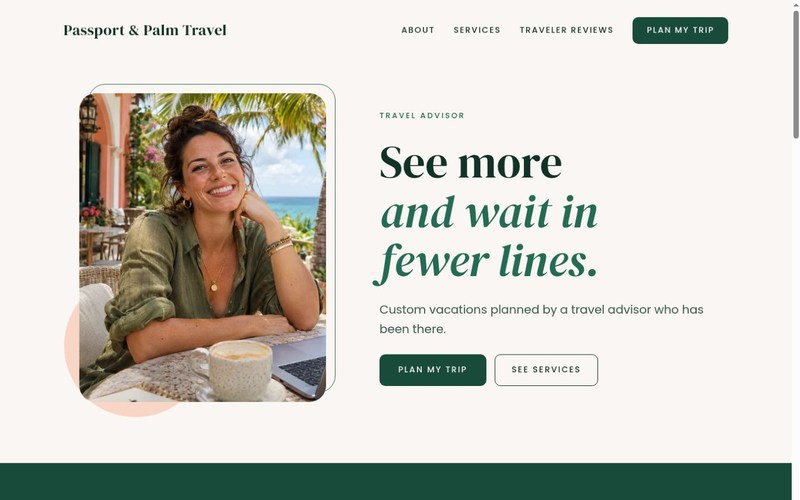 Passport & Palm Travel
ABOUT
SERVICES
TRAVELER REVIEWS
PLAN MY TRIP
TRAVEL ADVISOR
See more
and wait in
fewer lines.
Custom vacations planned by a travel advisor who has
been there.
PLAN MY TRIP
SEE SERVICES